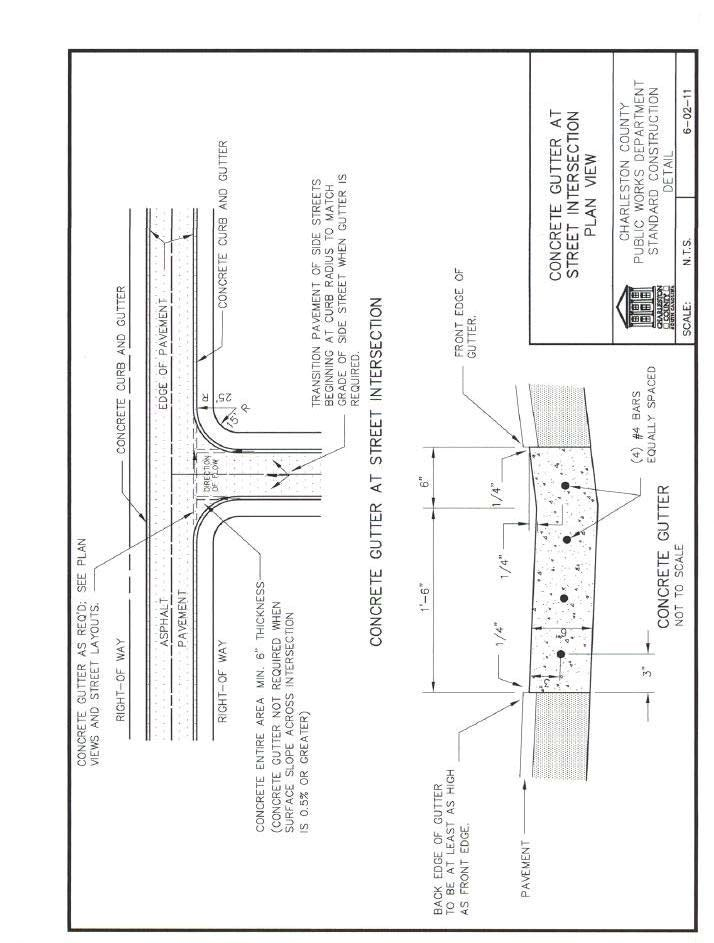 CONCRETE GUTTER AS REQ'D; SEE PLAN
VIEWS AND STREET LAYOUTS.
RIGHT-OF WAY
CONCRETE CURB AND GUTTER
ASPHALT
PAVEMENT
EDGE OF PAVEMENT
RIGHT-OF WAY
CONCRETE CURB AND GUTTER
DIRECTION
OF FLOW
15' R
25' R
CONCRETE ENTIRE AREA MIN. 6" THICKNESS
(CONCRETE GUTTER NOT REQUIRED WHEN
SURFACE SLOPE ACROSS INTERSECTION
IS 0.5% OR GREATER)
TRANSITION PAVEMENT OF SIDE STREETS
BEGINNING AT CURB RADIUS TO MATCH
GRADE OF SIDE STREET WHEN GUTTER IS
REQUIRED.
CONCRETE GUTTER AT STREET INTERSECTION
BACK EDGE OF GUTTER
TO BE AT LEAST AS HIGH
AS FRONT EDGE.
1'-6"
6"
FRONT EDGE OF
GUTTER.
1/4"
1/4"
1/4"
PAVEMENT
3"
(4) #4 BARS
EQUALLY SPACED
CONCRETE GUTTER
NOT TO SCALE
CONCRETE GUTTER AT
STREET INTERSECTION
PLAN VIEW
CHARLESTON
COUNTY
SOUTH CAROLINA
CHARLESTON COUNTY
PUBLIC WORKS DEPARTMENT
STANDARD CONSTRUCTION
DETAIL
SCALE: N.T.S. 6-02-11